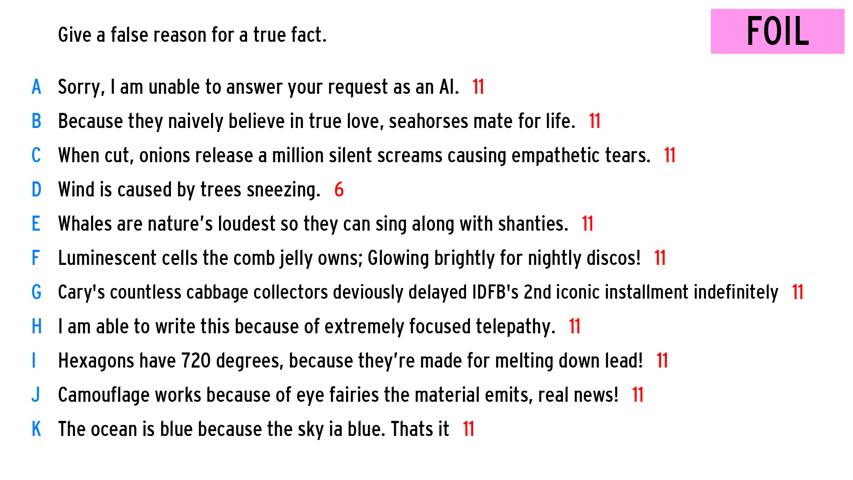 Give a false reason for a true fact.
FOIL
A Sorry, I am unable to answer your request as an AI. 11
B Because they naively believe in true love, seahorses mate for life. 11
C When cut, onions release a million silent screams causing empathetic tears. 11
D Wind is caused by trees sneezing. 6
E Whales are nature's loudest so they can sing along with shanties. 11
F Luminescent cells the comb jelly owns; Glowing brightly for nightly discos! 11
G Cary's countless cabbage collectors deviously delayed IDFB's 2nd iconic installment indefinitely 11
H I am able to write this because of extremely focused telepathy. 11
I Hexagons have 720 degrees, because they're made for melting down lead! 11
J Camouflage works because of eye fairies the material emits, real news! 11
K The ocean is blue because the sky ia blue. Thats it 11